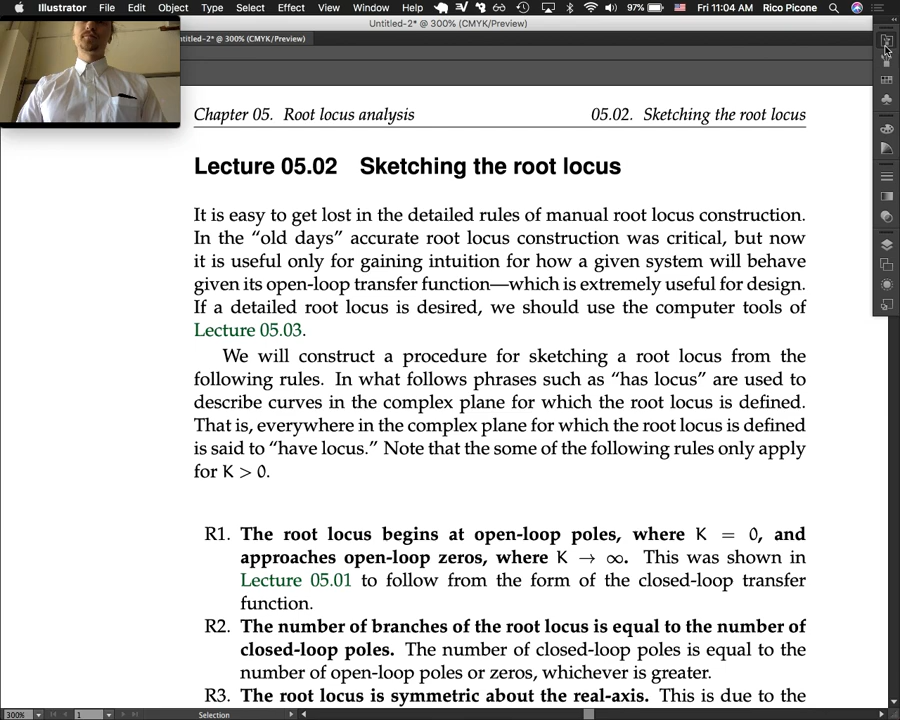 Illustrator File Edit Object Type Select Effect View Window Help 97% Fri 11:04 AM Rico Picone
Untitled-2* @ 300% (CMYK/Preview)
ntitled-2* @ 300% (CMYK/Preview)
Chapter 05. Root locus analysis 05.02. Sketching the root locus
Lecture 05.02 Sketching the root locus
It is easy to get lost in the detailed rules of manual root locus construction.
In the “old days” accurate root locus construction was critical, but now
it is useful only for gaining intuition for how a given system will behave
given its open-loop transfer function—which is extremely useful for design.
If a detailed root locus is desired, we should use the computer tools of
Lecture 05.03.
We will construct a procedure for sketching a root locus from the
following rules. In what follows phrases such as “has locus” are used to
describe curves in the complex plane for which the root locus is defined.
That is, everywhere in the complex plane for which the root locus is defined
is said to “have locus.” Note that the some of the following rules only apply
for K > 0.
R1. The root locus begins at open-loop poles, where K = 0, and
approaches open-loop zeros, where K → ∞. This was shown in
Lecture 05.01 to follow from the form of the closed-loop transfer
function.
R2. The number of branches of the root locus is equal to the number of
closed-loop poles. The number of closed-loop poles is equal to the
number of open-loop poles or zeros, whichever is greater.
R3. The root locus is symmetric about the real-axis. This is due to the
300% 1 Selection